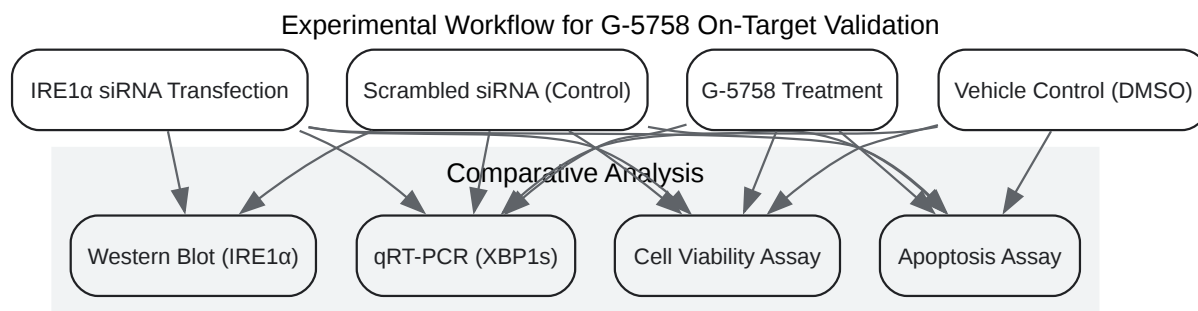 Experimental Workflow for G-5758 On-Target Validation
IRE1α siRNA Transfection
Scrambled siRNA (Control)
G-5758 Treatment
Vehicle Control (DMSO)
Comparative Analysis
Western Blot (IRE1α)
qRT-PCR (XBP1s)
Cell Viability Assay
Apoptosis Assay